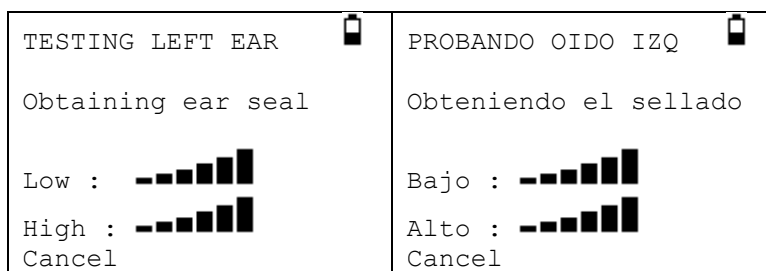 TESTING LEFT EAR
Obtaining ear seal
Low :
High :
Cancel
PROBANDO OIDO IZQ
Obteniendo el sellado
Bajo :
Alto :
Cancel